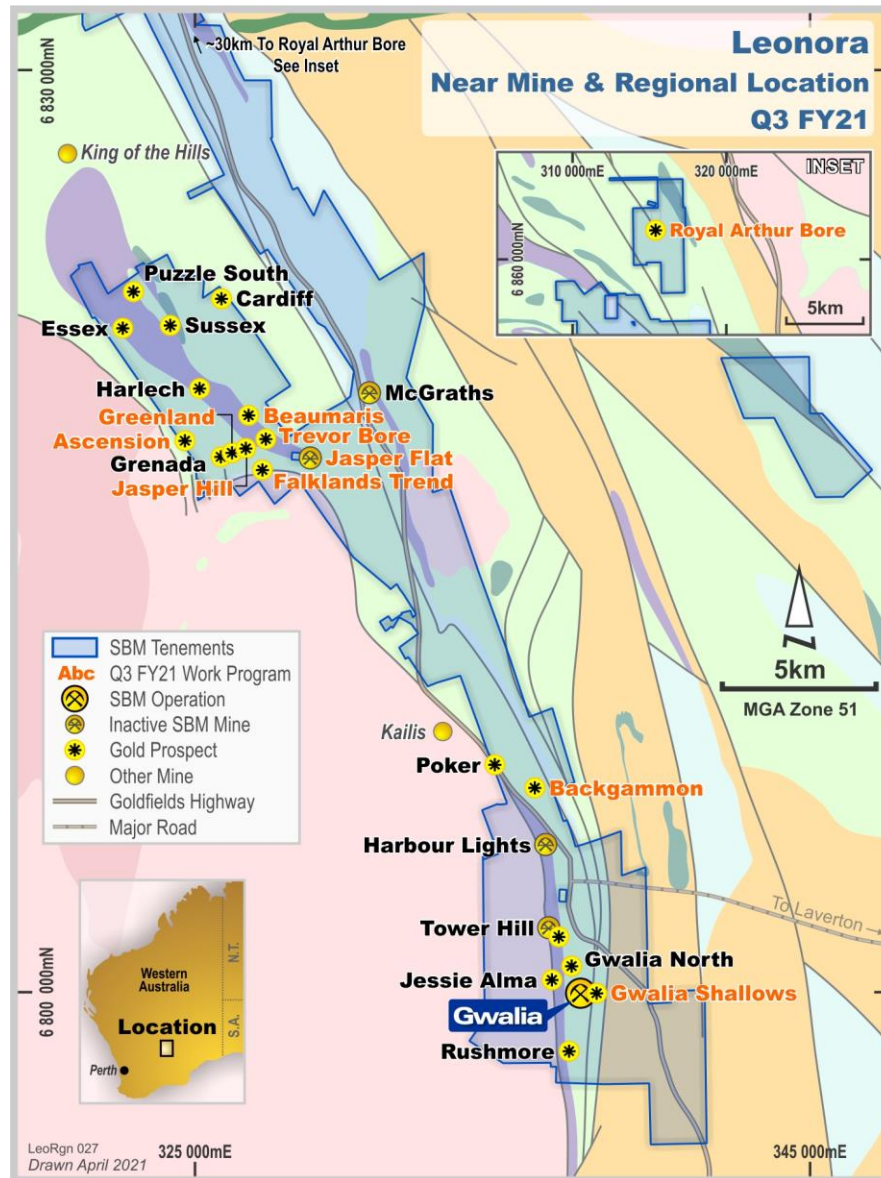 Leonora
Near Mine & Regional Location
Q3 FY21
~30km To Royal Arthur Bore
See Inset
6 830 000mN
King of the Hills
310 000mE
320 000mE
INSET
Royal Arthur Bore
6 860 000mN
5km
Puzzle South
Cardiff
Essex
Sussex
Harlech
McGraths
Greenland
Beaumaris
Ascension
Trevor Bore
Grenada
Jasper Flat
Jasper Hill
Falklands Trend
N
5km
MGA Zone 51
SBM Tenements
Abc Q3 FY21 Work Program
SBM Operation
Inactive SBM Mine
Gold Prospect
Other Mine
Goldfields Highway
Major Road
Kailis
Poker
Backgammon
Harbour Lights
To Laverton
Tower Hill
Gwalia North
Jessie Alma
Gwalia Shallows
Gwalia
Rushmore
6 800 000mN
Western
Australia
N.T.
S.A.
Location
Perth
LeoRgn 027
Drawn April 2021
325 000mE
345 000mE